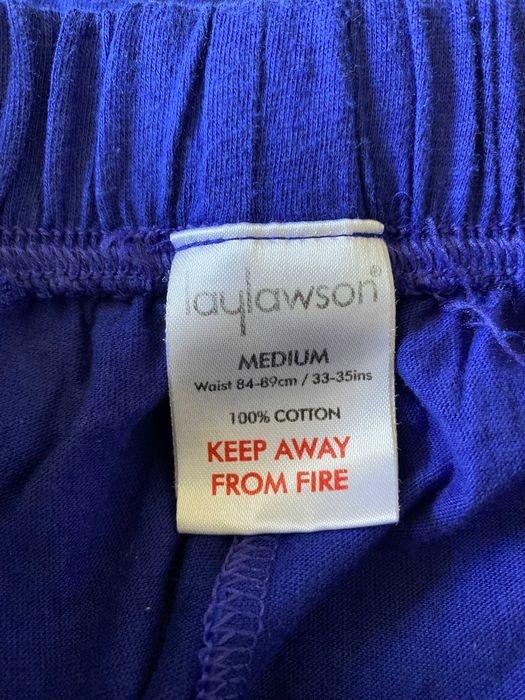 laylawson®
MEDIUM
Waist 84-89cm / 33-35ins
100% COTTON
KEEP AWAY
FROM FIRE